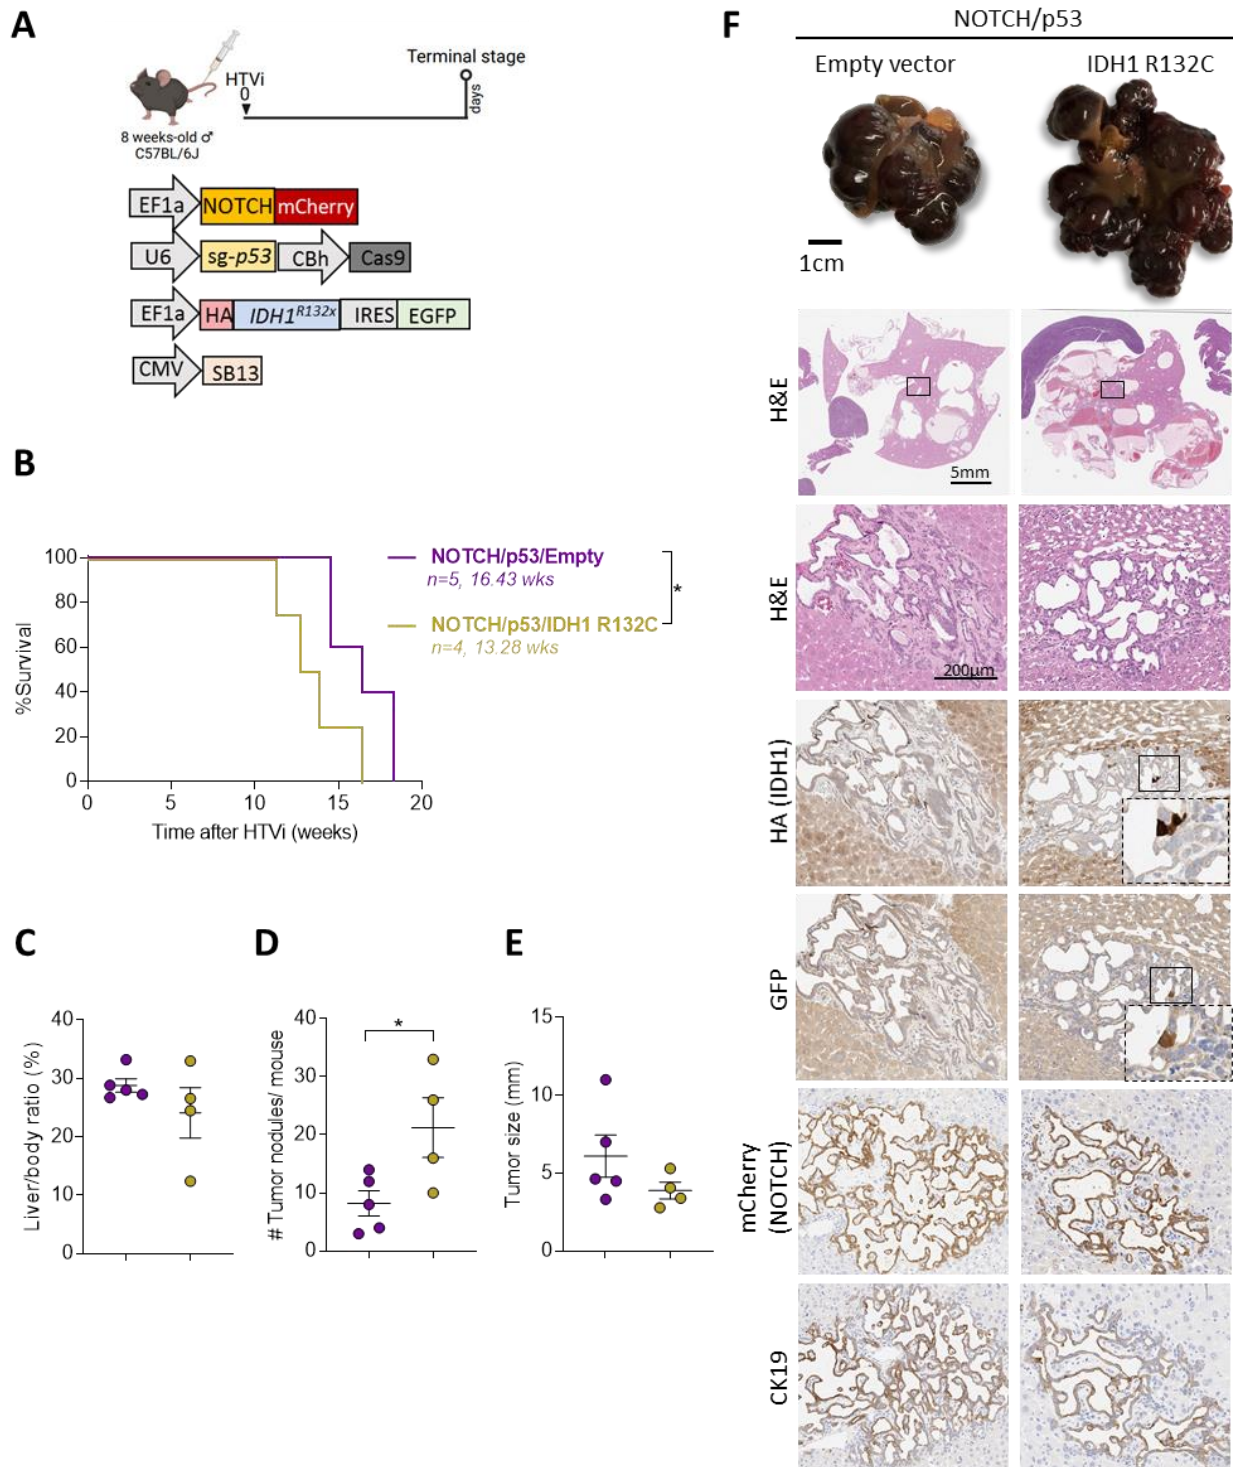 A
HTVi
0
Terminal stage
days
8 weeks-old ♂
C57BL/6J
EF1a NOTCH mCherry
U6 sg-p53 CBh Cas9
EF1a HA IDH1R132x IRES EGFP
CMV SB13
B
100
80
60
40
20
0
%Survival
0 5 10 15 20
Time after HTVi (weeks)
NOTCH/p53/Empty
n=5, 16.43 wks
NOTCH/p53/IDH1 R132C
n=4, 13.28 wks
*
C
40
30
20
10
0
Liver/body ratio (%)
D
40
30
20
10
0
# Tumor nodules/ mouse
*
E
15
10
5
0
Tumor size (mm)
F
NOTCH/p53
Empty vector IDH1 R132C
1cm
H&E
5mm
H&E
200µm
HA (IDH1)
GFP
mCherry
(NOTCH)
CK19